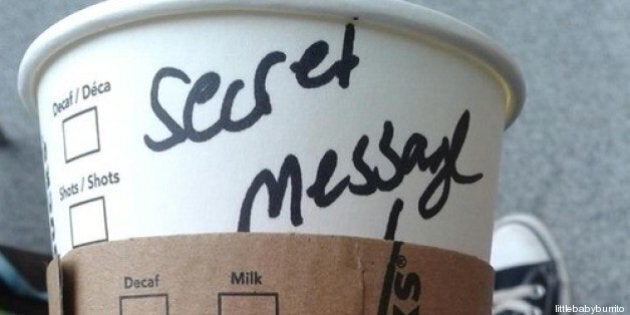 secret
message
Decaf / Déca
Shots / Shots
Decaf
Milk
littlebabyburrito